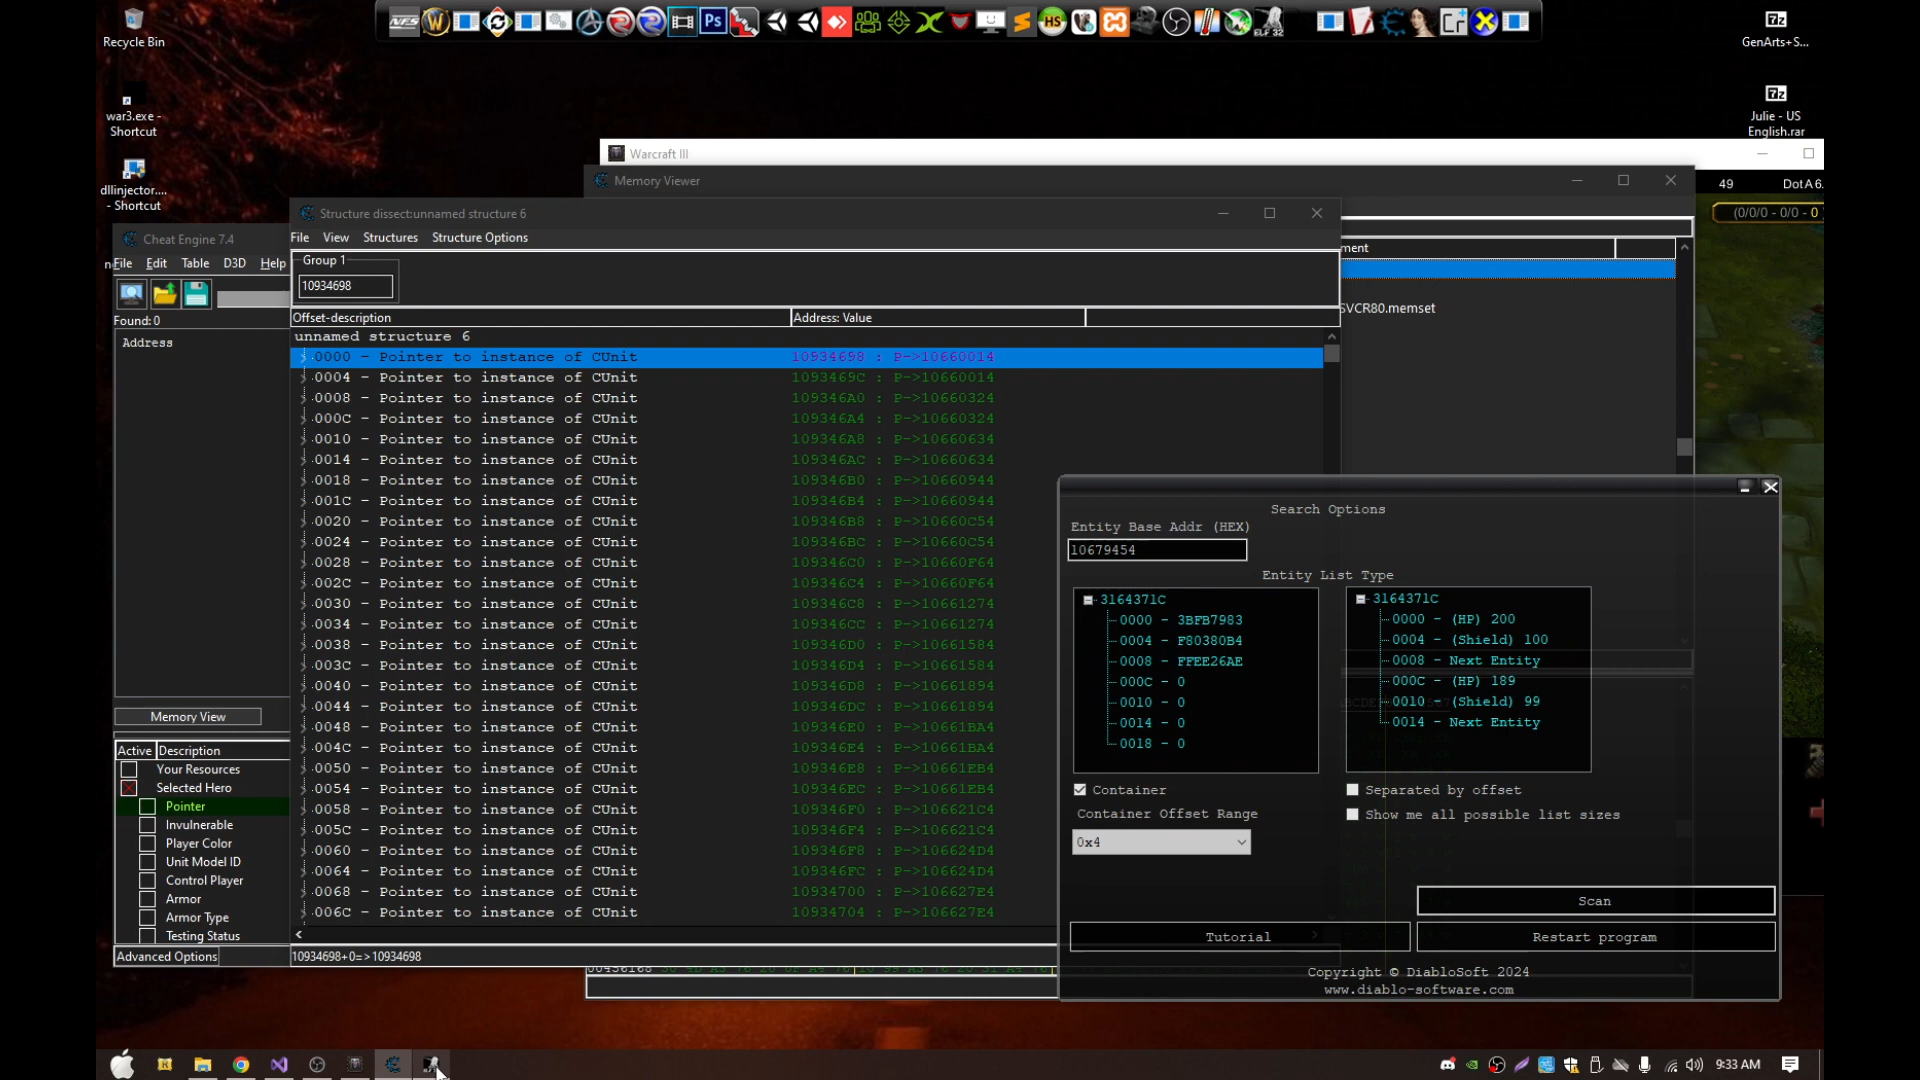 Recycle Bin
war3.exe -
Shortcut
dllinjector....
- Shortcut
NFS
Ps
HS
ELF 32
Cr
7z
GenArts+S...
7z
Julie - US
English.rar
Warcraft III
49
DotA 6.
(0/0/0 - 0/0 - 0
Memory Viewer
ment
SVCR80.memset
Cheat Engine 7.4
File Edit Table D3D Help
Found: 0
Address
Memory View
Active Description
Your Resources
Selected Hero
Pointer
Invulnerable
Player Color
Unit Model ID
Control Player
Armor
Armor Type
Testing Status
Advanced Options
Structure dissect:unnamed structure 6
File View Structures Structure Options
Group 1
10934698
Offset-description Address: Value
unnamed structure 6
0000 - Pointer to instance of CUnit 10934698 : P->10660014
0004 - Pointer to instance of CUnit 1093469C : P->10660014
0008 - Pointer to instance of CUnit 109346A0 : P->10660324
000C - Pointer to instance of CUnit 109346A4 : P->10660324
0010 - Pointer to instance of CUnit 109346A8 : P->10660634
0014 - Pointer to instance of CUnit 109346AC : P->10660634
0018 - Pointer to instance of CUnit 109346B0 : P->10660944
001C - Pointer to instance of CUnit 109346B4 : P->10660944
0020 - Pointer to instance of CUnit 109346B8 : P->10660C54
0024 - Pointer to instance of CUnit 109346BC : P->10660C54
0028 - Pointer to instance of CUnit 109346C0 : P->10660F64
002C - Pointer to instance of CUnit 109346C4 : P->10660F64
0030 - Pointer to instance of CUnit 109346C8 : P->10661274
0034 - Pointer to instance of CUnit 109346CC : P->10661274
0038 - Pointer to instance of CUnit 109346D0 : P->10661584
003C - Pointer to instance of CUnit 109346D4 : P->10661584
0040 - Pointer to instance of CUnit 109346D8 : P->10661894
0044 - Pointer to instance of CUnit 109346DC : P->10661894
0048 - Pointer to instance of CUnit 109346E0 : P->10661BA4
004C - Pointer to instance of CUnit 109346E4 : P->10661BA4
0050 - Pointer to instance of CUnit 109346E8 : P->10661EB4
0054 - Pointer to instance of CUnit 109346EC : P->10661EB4
0058 - Pointer to instance of CUnit 109346F0 : P->106621C4
005C - Pointer to instance of CUnit 109346F4 : P->106621C4
0060 - Pointer to instance of CUnit 109346F8 : P->106624D4
0064 - Pointer to instance of CUnit 109346FC : P->106624D4
0068 - Pointer to instance of CUnit 10934700 : P->106627E4
006C - Pointer to instance of CUnit 10934704 : P->106627E4
10934698+0=>10934698
Search Options
Entity Base Addr (HEX)
10679454
Entity List Type
3164371C
0000 - 3BFB7983
0004 - F80380B4
0008 - FFEE26AE
000C - 0
0010 - 0
0014 - 0
0018 - 0
3164371C
0000 - (HP) 200
0004 - (Shield) 100
0008 - Next Entity
000C - (HP) 189
0010 - (Shield) 99
0014 - Next Entity
Container
Container Offset Range
0x4
Separated by offset
Show me all possible list sizes
Scan
Tutorial
Restart program
Copyright © DiabloSoft 2024
www.diablo-software.com
9:33 AM